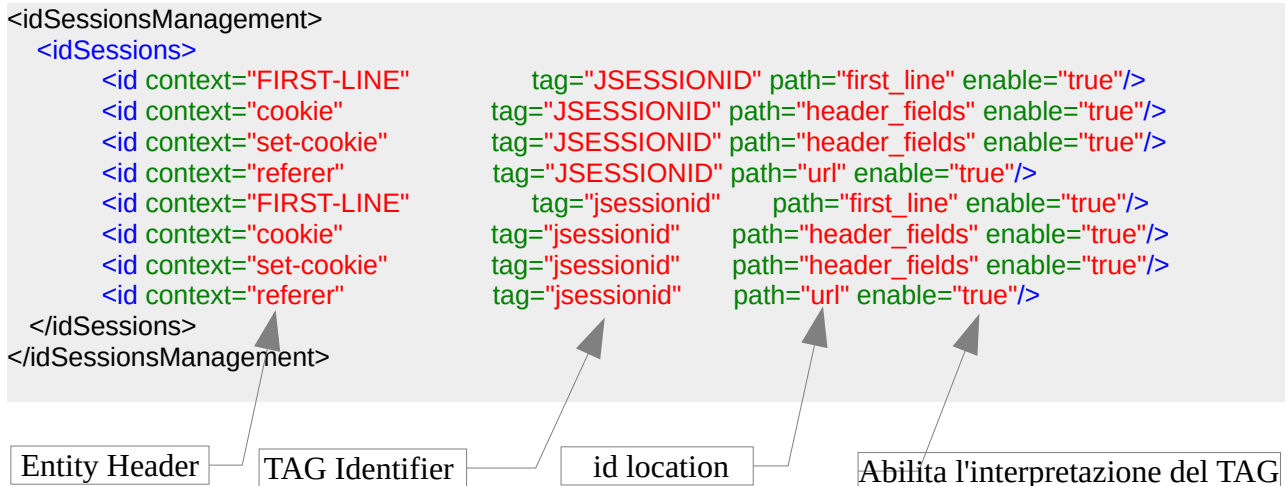 <idSessionsManagement>
<idSessions>
<id context="FIRST-LINE" tag="JSESSIONID" path="first_line" enable="true"/>
<id context="cookie" tag="JSESSIONID" path="header_fields" enable="true"/>
<id context="set-cookie" tag="JSESSIONID" path="header_fields" enable="true"/>
<id context="referer" tag="JSESSIONID" path="url" enable="true"/>
<id context="FIRST-LINE" tag="jsessionid" path="first_line" enable="true"/>
<id context="cookie" tag="jsessionid" path="header_fields" enable="true"/>
<id context="set-cookie" tag="jsessionid" path="header_fields" enable="true"/>
<id context="referer" tag="jsessionid" path="url" enable="true"/>
</idSessions>
</idSessionsManagement>
Entity Header
TAG Identifier
id location
Abilita l'interpretazione del TAG